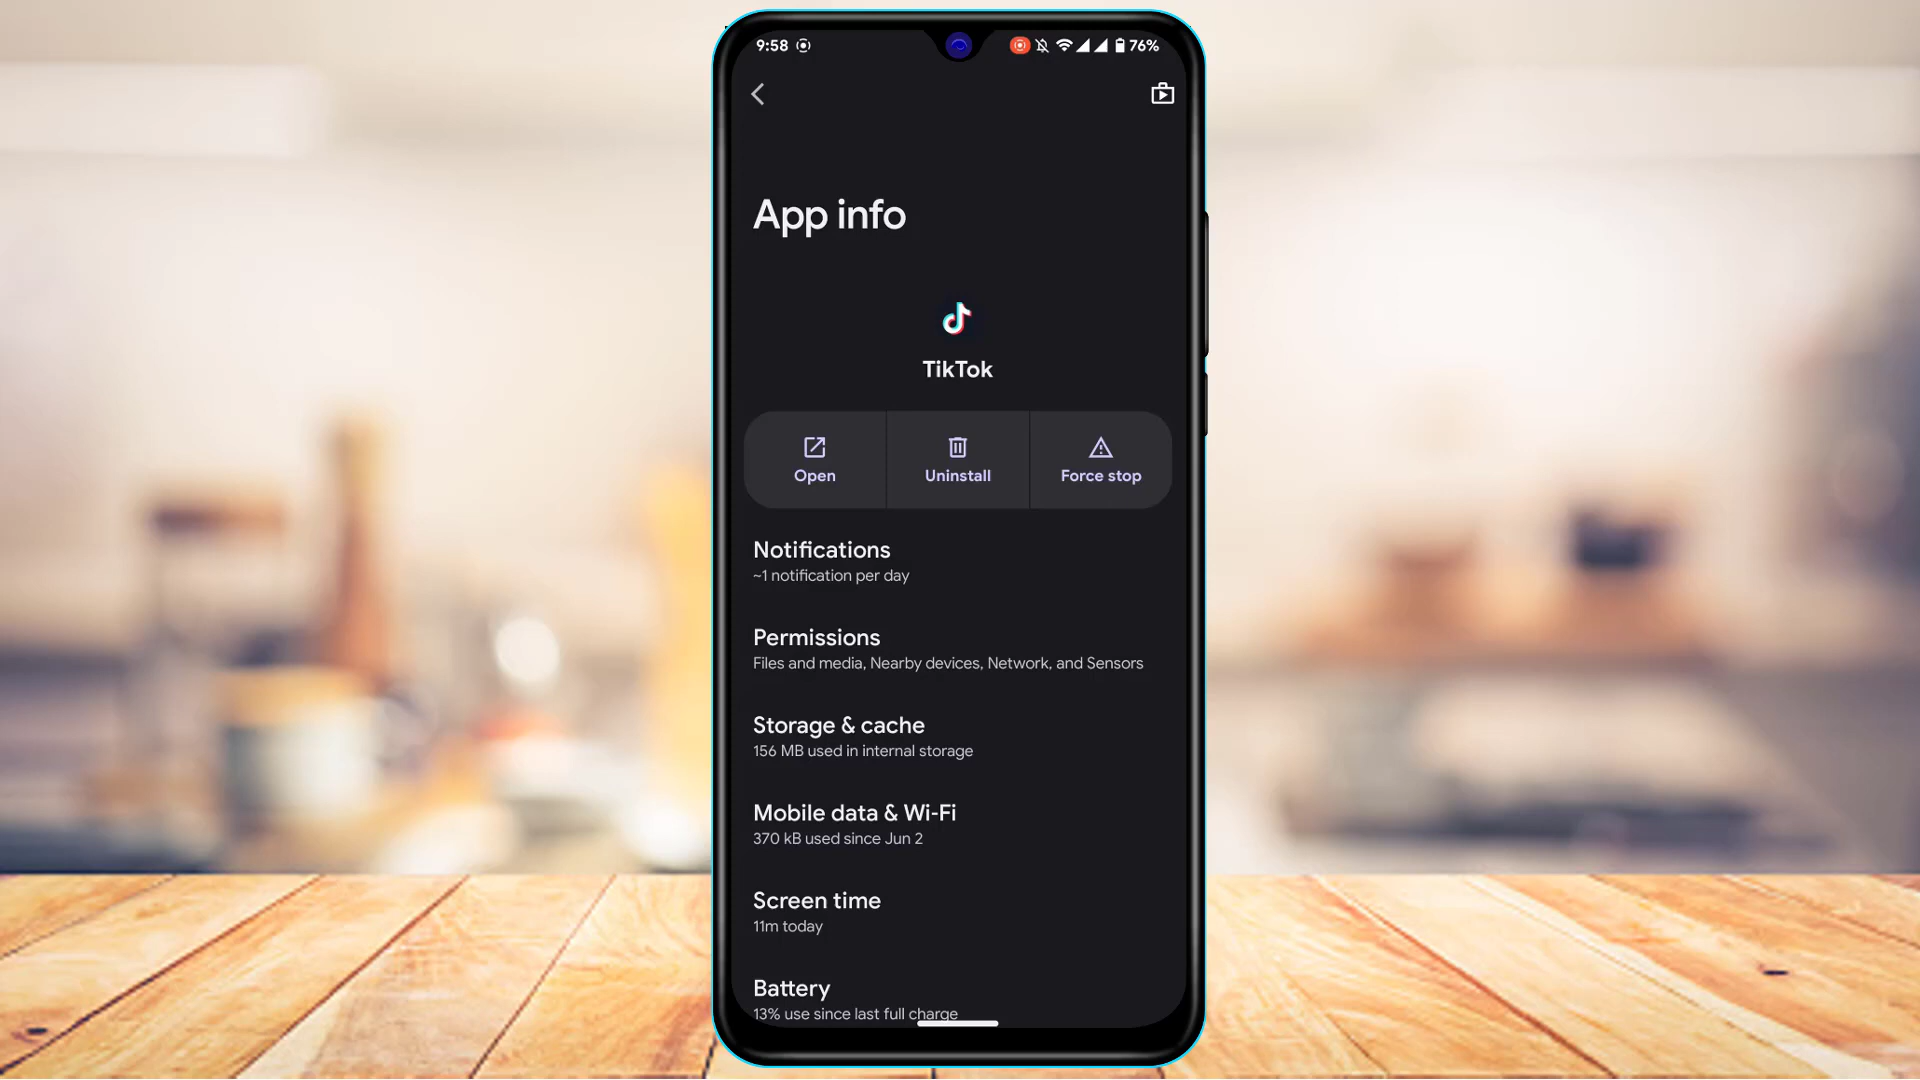 9:58
76%
App info
TikTok
Open
Uninstall
Force stop
Notifications
~1 notification per day
Permissions
Files and media, Nearby devices, Network, and Sensors
Storage & cache
156 MB used in internal storage
Mobile data & Wi-Fi
370 kB used since Jun 2
Screen time
11m today
Battery
13% use since last full charge